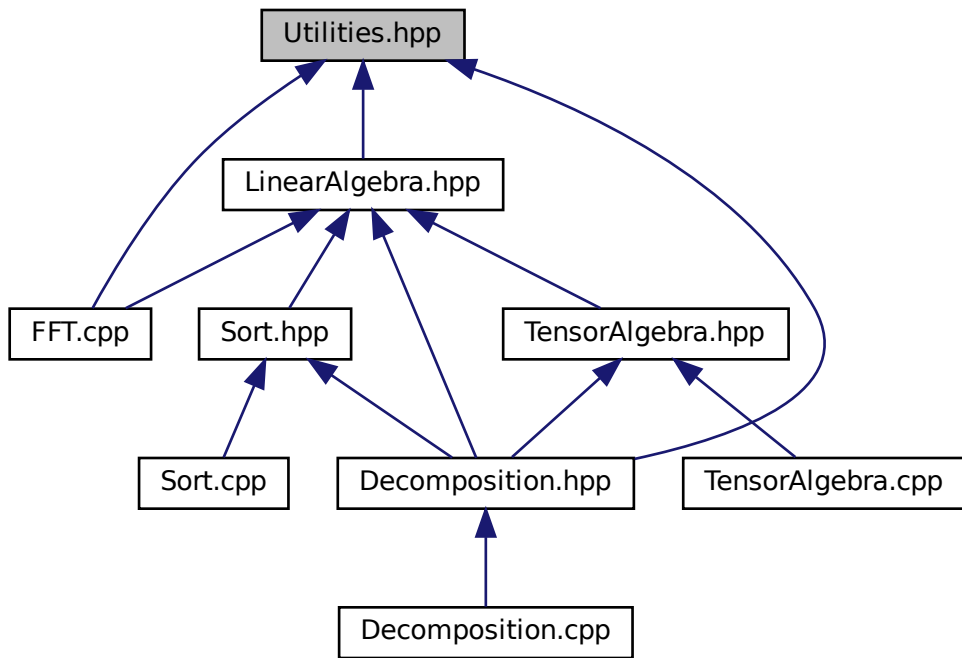 Utilities.hpp
LinearAlgebra.hpp
FFT.cpp
Sort.hpp
TensorAlgebra.hpp
Sort.cpp
Decomposition.hpp
TensorAlgebra.cpp
Decomposition.cpp